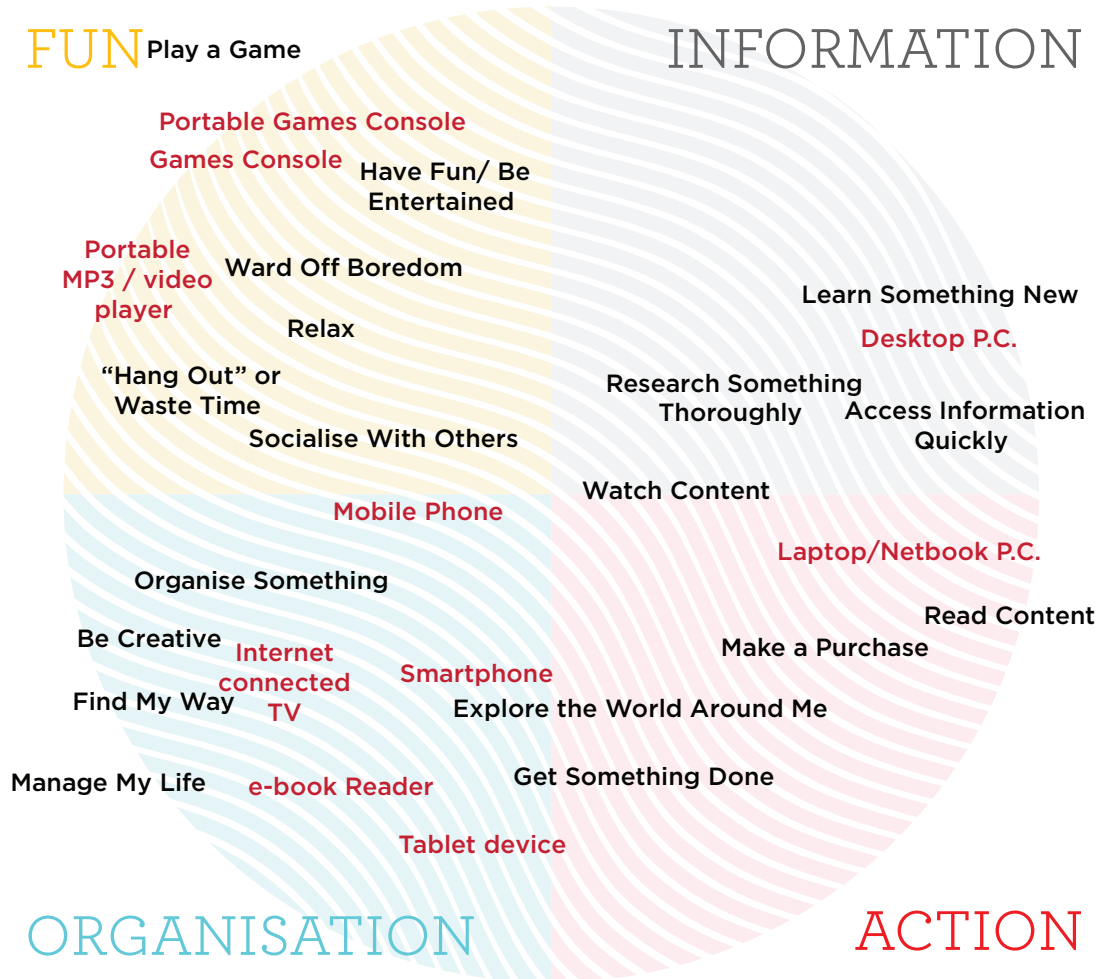 FUN
Play a Game
INFORMATION
Portable Games Console
Games Console
Have Fun/ Be
Entertained
Portable
MP3 / video
player
Ward Off Boredom
Relax
“Hang Out” or
Waste Time
Socialise With Others
Learn Something New
Desktop P.C.
Research Something
Thoroughly
Access Information
Quickly
Watch Content
Mobile Phone
Organise Something
Be Creative
Internet
connected
TV
Find My Way
Smartphone
Manage My Life
e-book Reader
Tablet device
Laptop/Netbook P.C.
Read Content
Make a Purchase
Explore the World Around Me
Get Something Done
ORGANISATION
ACTION